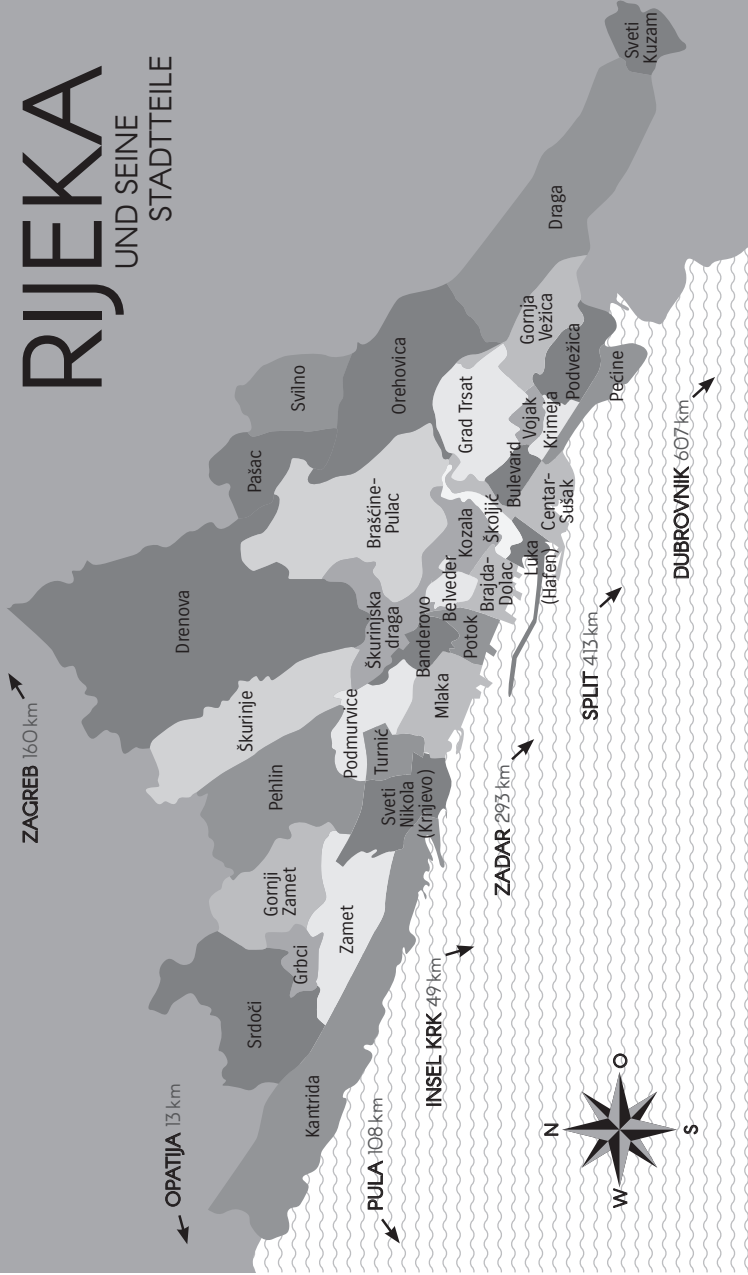 RIJEKA
UND SEINE
STADTTEILE
ZAGREB 160 km
OPATIJA 13 km
PULA 108 km
INSEL KRK 49 km
ZADAR 293 km
SPLIT 413 km
DUBROVNIK 607 km
Drenova
Pašac
Svilno
Škurinje
Pehlin
Gornji
Zamet
Srdoči
Grbci
Zamet
Kantrida
Podmurvice
Turnić
Sveti
Nikola
(Krnjevo)
Škurinjska
draga
Banderovo
Mlaka
Potok
Belveder
Brašćine-
Pulac
Orehovica
Kozala
Brajda-
Dolac
Školjić
Luka
(Hafen)
Grad Trsat
Bulevard
Centar-
Sušak
Vojak
Krimeja
Gornja
Vežica
Podvežica
Pećine
Draga
Sveti
Kuzam
N
W
O
S